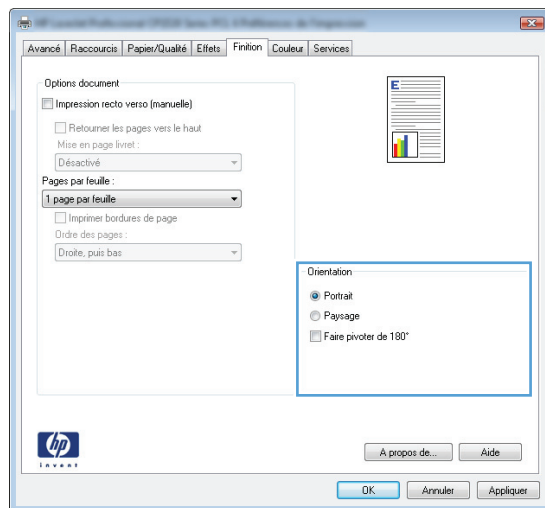 Avancé Raccourcis Papier/Qualité Effets Finition Couleur Services
Options document
Impression recto verso (manuelle)
Retourner les pages vers le haut
Mise en page livret :
Désactivé
Pages par feuille :
1 page par feuille
Imprimer bordures de page
Ordre des pages :
Droite, puis bas
E
Orientation
Portrait
Paysage
Faire pivoter de 180°
hp
invent
A propos de... Aide
OK Annuler Appliquer